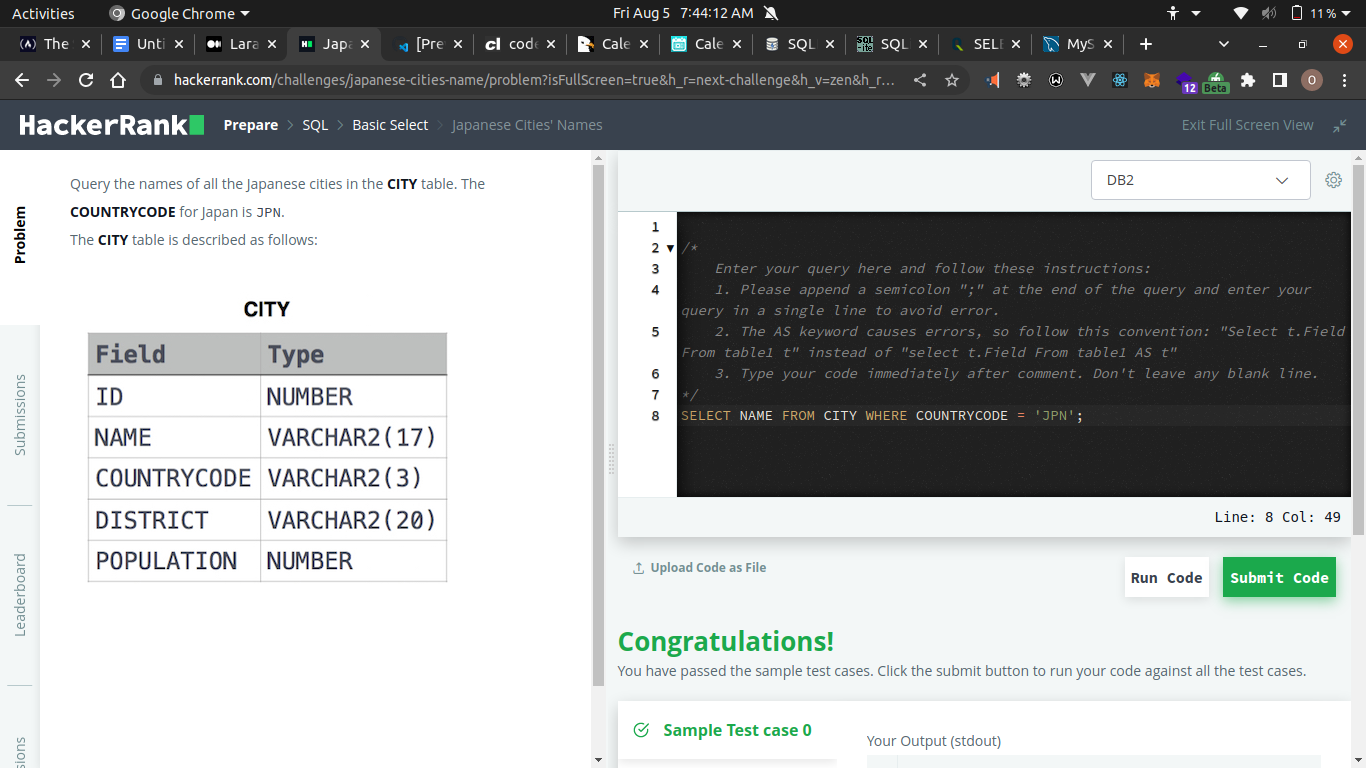 Activities
Google Chrome
Fri Aug 5 7:44:12 AM
11 %
The
Unti
Lara
Japa
[Pre
code
Cale
Cale
SQL
SQL
SELE
MyS
hackerrank.com/challenges/japanese-cities-name/problem?isFullScreen=true&h_r=next-challenge&h_v=zen&h_r...
12
Beta
O
HackerRank
Prepare > SQL > Basic Select > Japanese Cities' Names
Exit Full Screen View
Problem
Submissions
Leaderboard
Query the names of all the Japanese cities in the CITY table. The
COUNTRYCODE for Japan is JPN.
The CITY table is described as follows:
CITY
Field Type
ID NUMBER
NAME VARCHAR2(17)
COUNTRYCODE VARCHAR2(3)
DISTRICT VARCHAR2(20)
POPULATION NUMBER
DB2
1
2 /*
3 Enter your query here and follow these instructions:
4 1. Please append a semicolon ";" at the end of the query and enter your
query in a single line to avoid error.
5 2. The AS keyword causes errors, so follow this convention: "Select t.Field
From table1 t" instead of "select t.Field From table1 AS t"
6 3. Type your code immediately after comment. Don't leave any blank line.
7 */
8 SELECT NAME FROM CITY WHERE COUNTRYCODE = 'JPN';
Line: 8 Col: 49
Upload Code as File
Run Code
Submit Code
Congratulations!
You have passed the sample test cases. Click the submit button to run your code against all the test cases.
Sample Test case 0
Your Output (stdout)